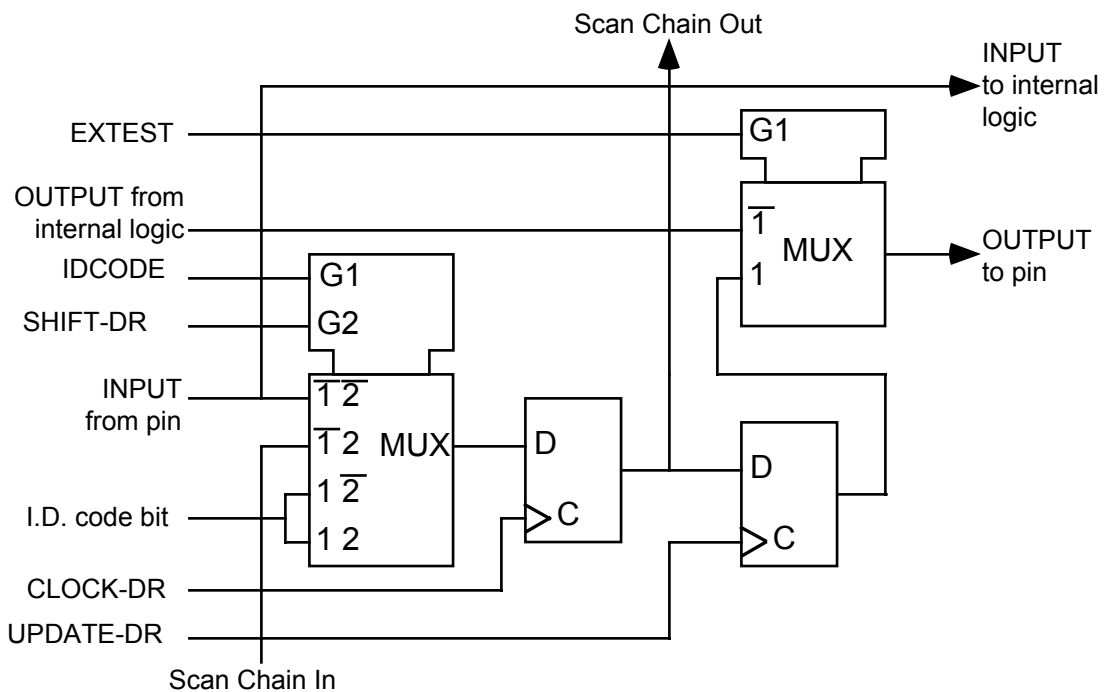 Scan Chain Out
INPUT
to internal
logic
EXTEST
G1
OUTPUT from
internal logic
1̅
MUX
1
OUTPUT
to pin
IDCODE
G1
SHIFT-DR
G2
INPUT
from pin
1̅ 2̅
1̅ 2
MUX
1 2̅
1 2
I.D. code bit
D
C
D
C
CLOCK-DR
UPDATE-DR
Scan Chain In